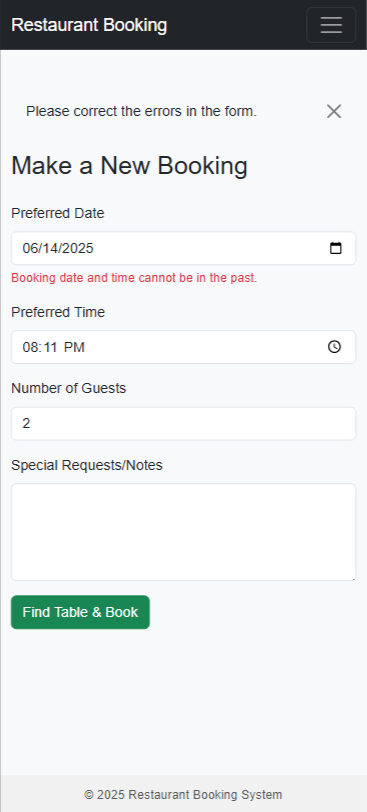 Restaurant Booking
Please correct the errors in the form.
Make a New Booking
Preferred Date
06/14/2025
Booking date and time cannot be in the past.
Preferred Time
08:11 PM
Number of Guests
2
Special Requests/Notes
Find Table & Book
© 2025 Restaurant Booking System